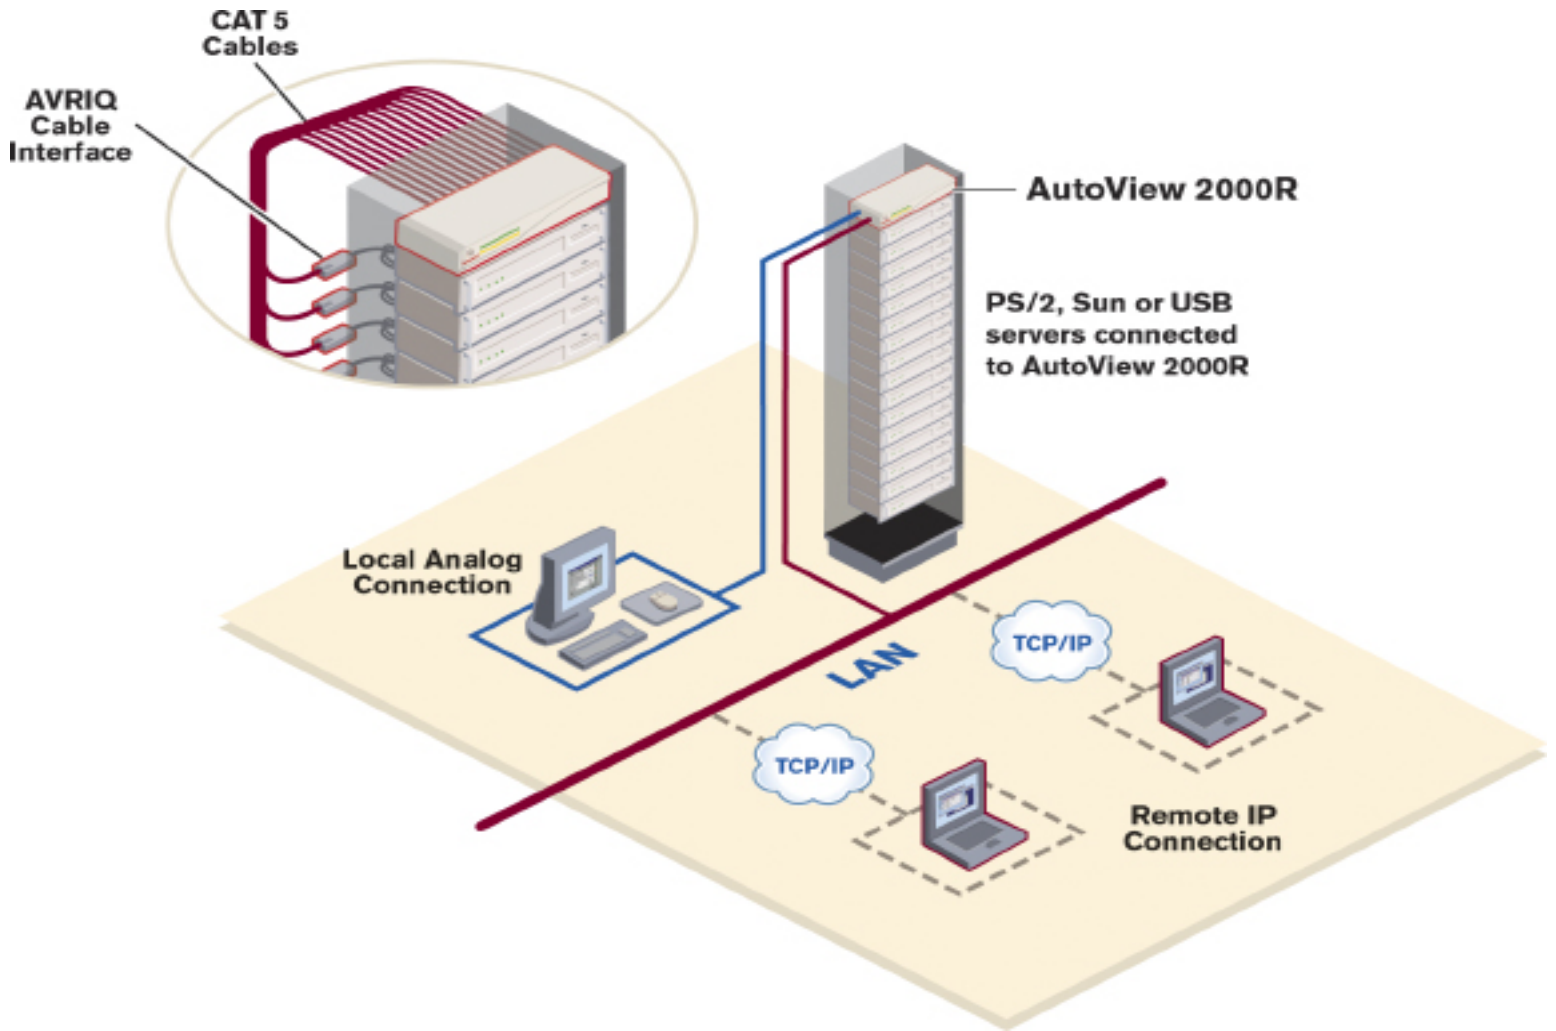 CAT 5
Cables
AVRIQ
Cable
Interface
AutoView 2000R
PS/2, Sun or USB
servers connected
to AutoView 2000R
Local Analog
Connection
LAN
TCP/IP
TCP/IP
Remote IP
Connection